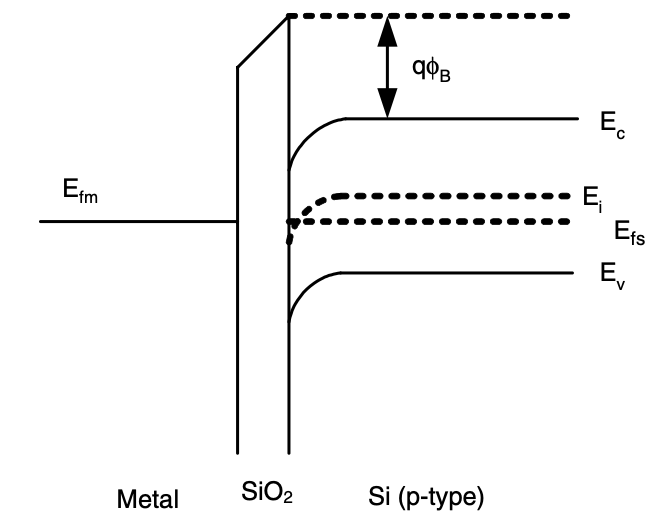 qϕB
Ec
Efm
Ei
Efs
Ev
Metal
SiO2
Si (p-type)